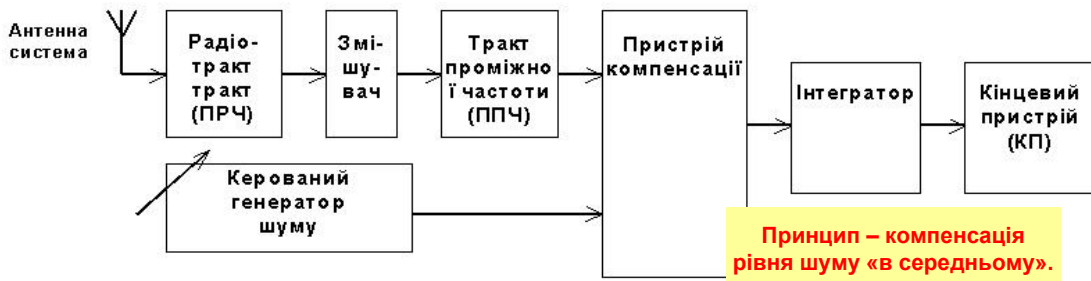 Антенна
система
Радіо-
тракт
тракт
(ПРЧ)
Змі-
шу-
вач
Тракт
проміжно
ї частоти
(ППЧ)
Пристрій
компенсації
Інтегратор
Кінцевий
пристрій
(КП)
Керований
генератор
шуму
Принцип – компенсація
рівня шуму «в середньому».